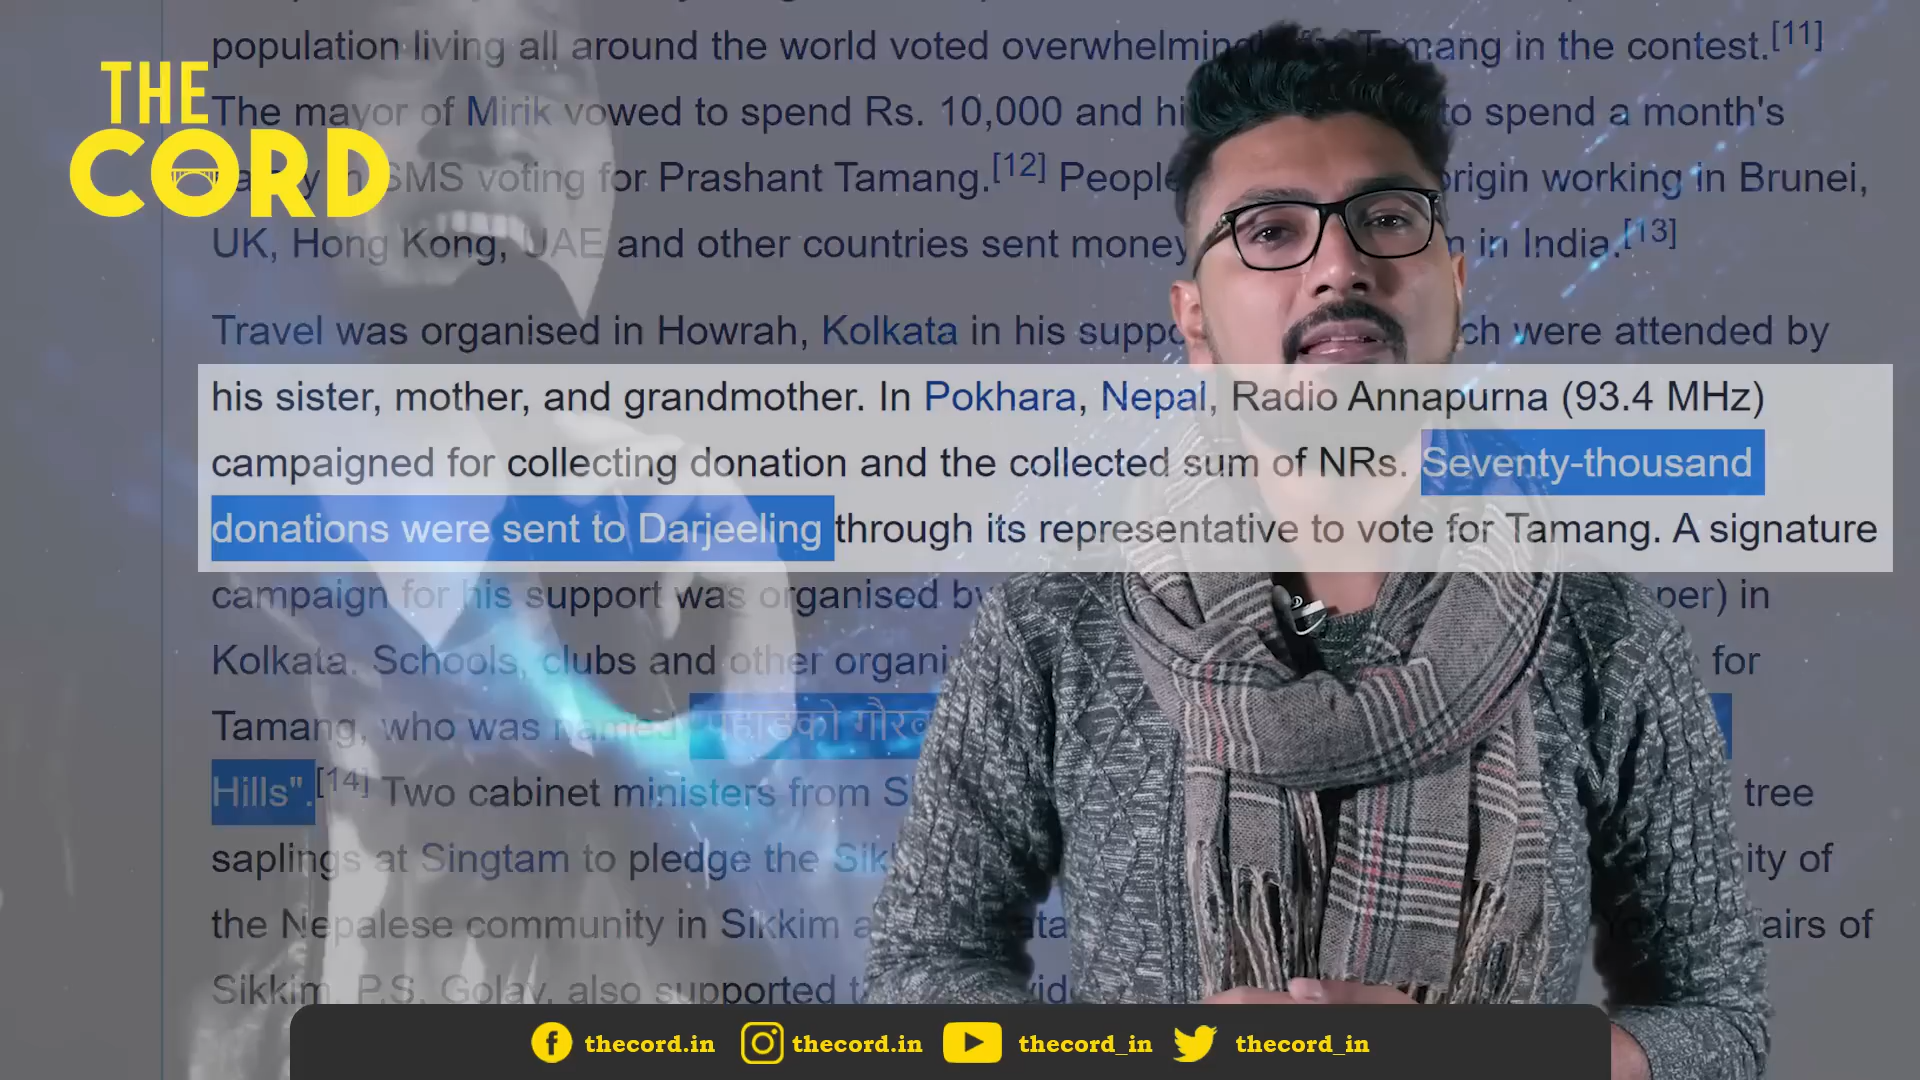 THE
CORD
population living all around the world voted overwhelming Tamang in the contest.[11]
The mayor of Mirik vowed to spend Rs. 10,000 and hi to spend a month's
SMS voting for Prashant Tamang.[12] People origin working in Brunei,
UK, Hong Kong, UAE and other countries sent money in India.[13]
Travel was organised in Howrah, Kolkata in his suppo ch were attended by
his sister, mother, and grandmother. In Pokhara, Nepal, Radio Annapurna (93.4 MHz)
campaigned for collecting donation and the collected sum of NRs. Seventy-thousand
donations were sent to Darjeeling through its representative to vote for Tamang. A signature
campaign for his support was organised by per) in
Kolkata. Schools, clubs and other organi for
Tamang, who was named पहाडको गौरव
Hills".[14] Two cabinet ministers from S tree
saplings at Singtam to pledge the Sik ity of
the Nepalese community in Sikkim a ata airs of
Sikkim, P.S. Golay, also supported
thecord.in thecord.in thecord_in thecord_in